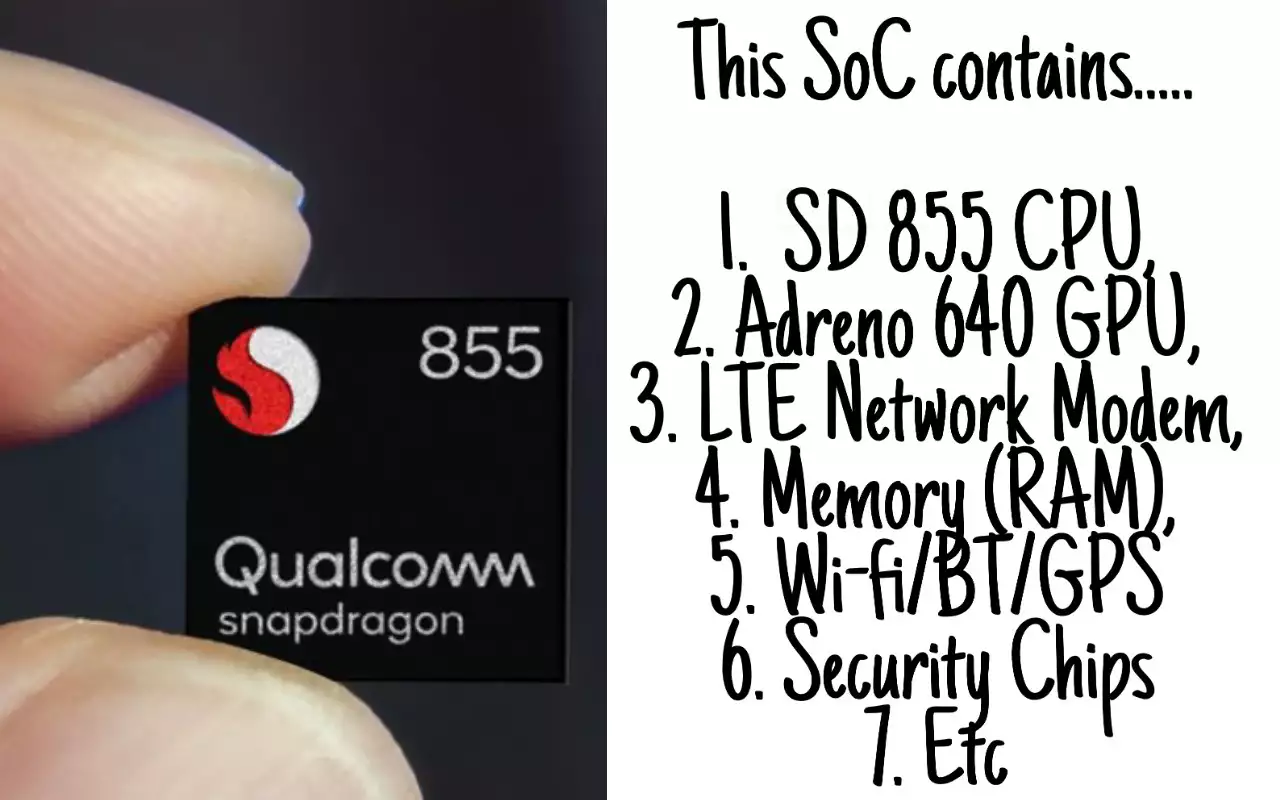 855
Qualcomm
snapdragon
This SoC contains.....
1. SD 855 CPU,
2. Adreno 640 GPU,
3. LTE Network Modem,
4. Memory (RAM),
5. Wi-fi/BT/GPS
6. Security Chips
7. Etc